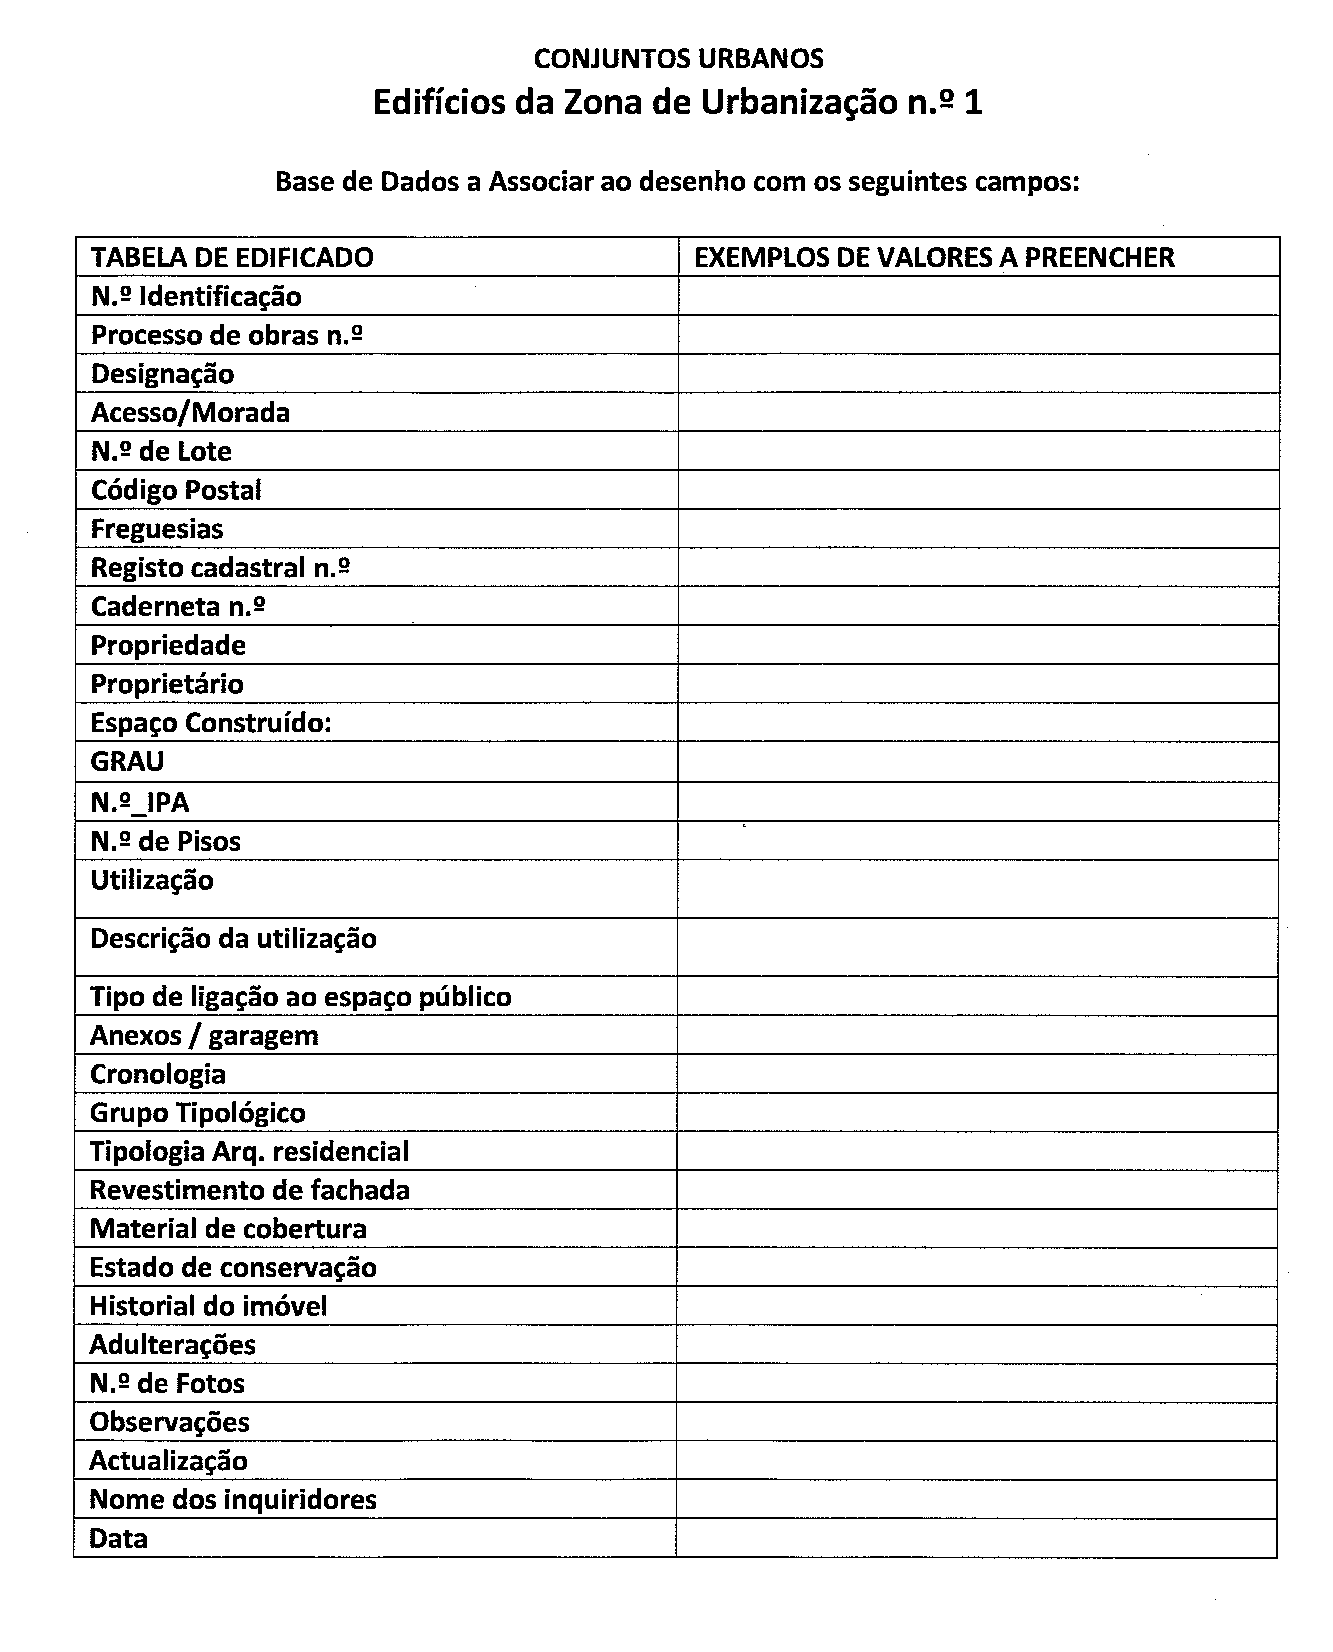 CONJUNTOS URBANOS
Edifícios da Zona de Urbanização n.º 1
Base de Dados a Associar ao desenho com os seguintes campos:
TABELA DE EDIFICADO EXEMPLOS DE VALORES A PREENCHER
N.º Identificação
Processo de obras n.º
Designação
Acesso/Morada
N.º de Lote
Código Postal
Freguesias
Registo cadastral n.º
Caderneta n.º
Propriedade
Proprietário
Espaço Construído:
GRAU
N.º_IPA
N.º de Pisos
Utilização
Descrição da utilização
Tipo de ligação ao espaço público
Anexos / garagem
Cronologia
Grupo Tipológico
Tipologia Arq. residencial
Revestimento de fachada
Material de cobertura
Estado de conservação
Historial do imóvel
Adulterações
N.º de Fotos
Observações
Actualização
Nome dos inquiridores
Data